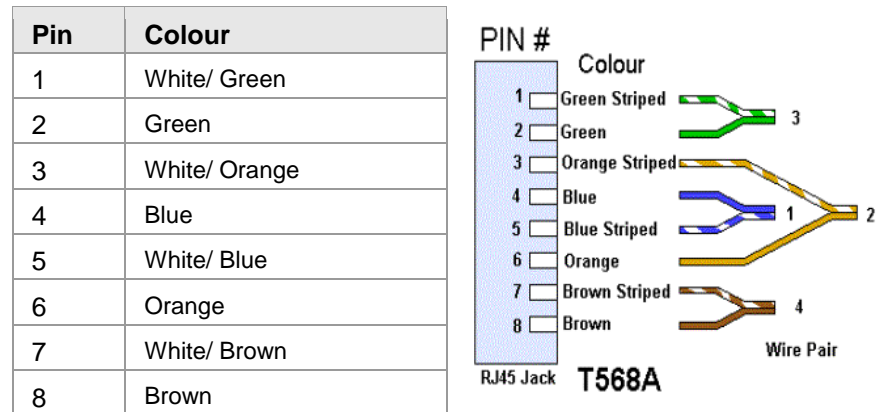 Pin Colour
1 White/ Green
2 Green
3 White/ Orange
4 Blue
5 White/ Blue
6 Orange
7 White/ Brown
8 Brown
PIN #
Colour
1 Green Striped
3
2 Green
3 Orange Striped
4 Blue
1 2
5 Blue Striped
6 Orange
7 Brown Striped
4
8 Brown
Wire Pair
RJ45 Jack T568A